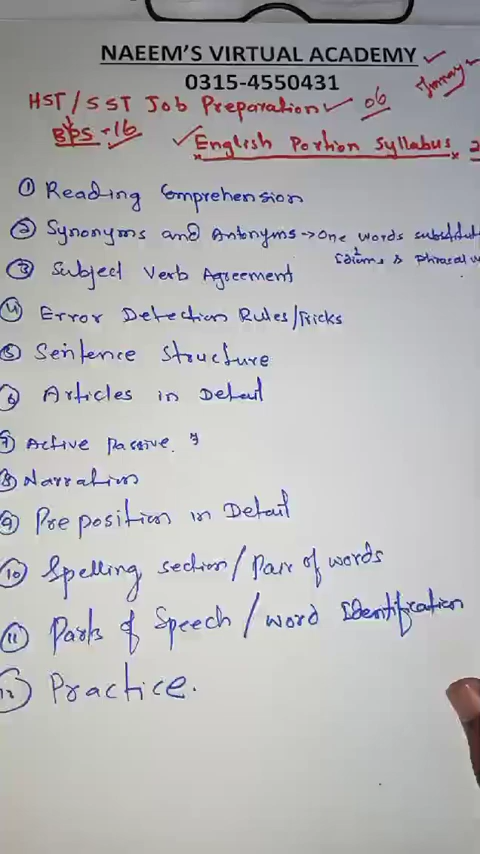 NAEEM'S VIRTUAL ACADEMY
0315-4550431
HST/SST Job Preparation 06
BPS-16
English Portion Syllabus
① Reading Comprehension
② Synonyms and Antonyms → One words substitut
Idioms & Phrasal v
③ Subject Verb Agreement
④ Error Detection Rules/Tricks
⑤ Sentence Structure
6 Articles in Detail
7 Active Passive
8 Narration
⑨ Preposition in Detail
⑩ Spelling section/Pair of words
⑪ Parts of Speech/word Identification
12 Practice.